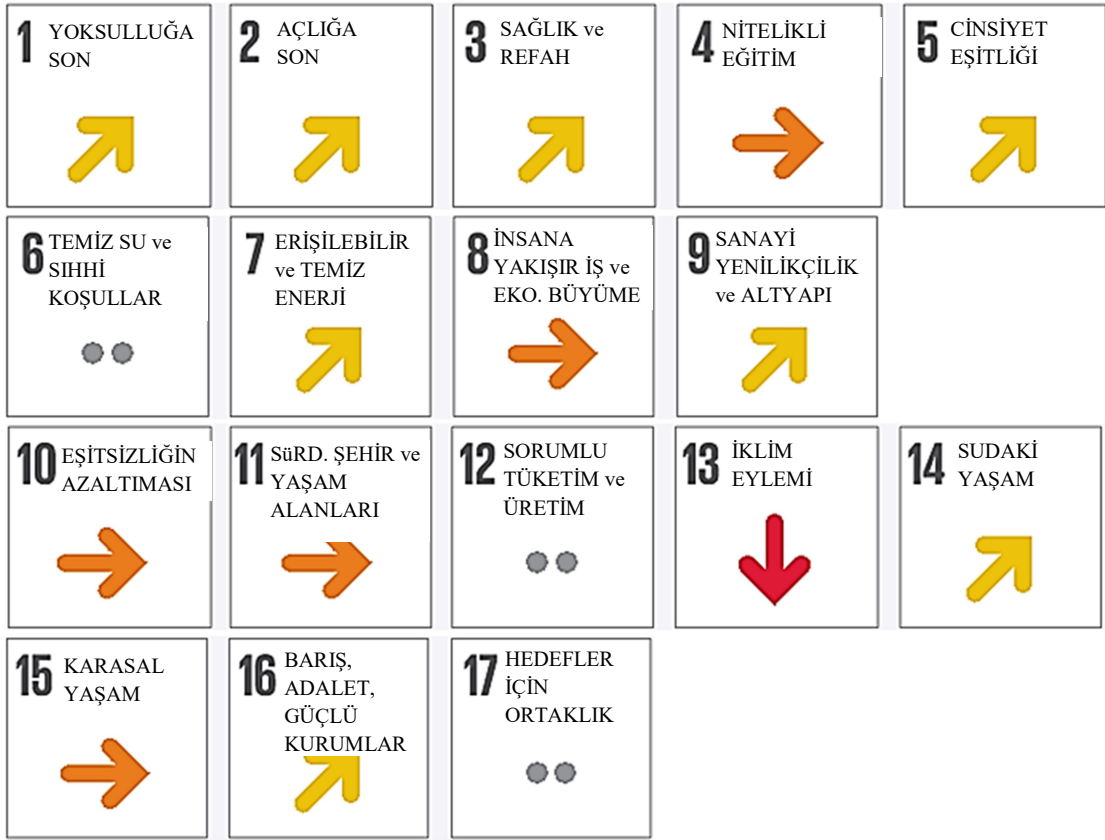 1 YOKSULLUĞA
SON
2 AÇLIĞA
SON
3 SAĞLIK ve
REFAH
4 NİTELİKLİ
EĞİTİM
5 CİNSİYET
EŞİTLİĞİ
6 TEMİZ SU ve
SIHHİ
KOŞULLAR
7 ERİŞİLEBİLİR
ve TEMİZ
ENERJİ
8 İNSANA
YAKIŞIR İŞ ve
EKO. BÜYÜME
9 SANAYİ
YENİLİKÇİLİK
ve ALTYAPI
10 EŞİTSİZLİĞİN
AZALTIMASI
11 SüRD. ŞEHİR ve
YAŞAM
ALANLARI
12 SORUMLU
TÜKETİM ve
ÜRETİM
13 İKLİM
EYLEMİ
14 SUDAKİ
YAŞAM
15 KARASAL
YAŞAM
16 BARIŞ,
ADALET,
GÜÇLÜ
KURUMLAR
17 HEDEFLER
İÇİN
ORTAKLIK